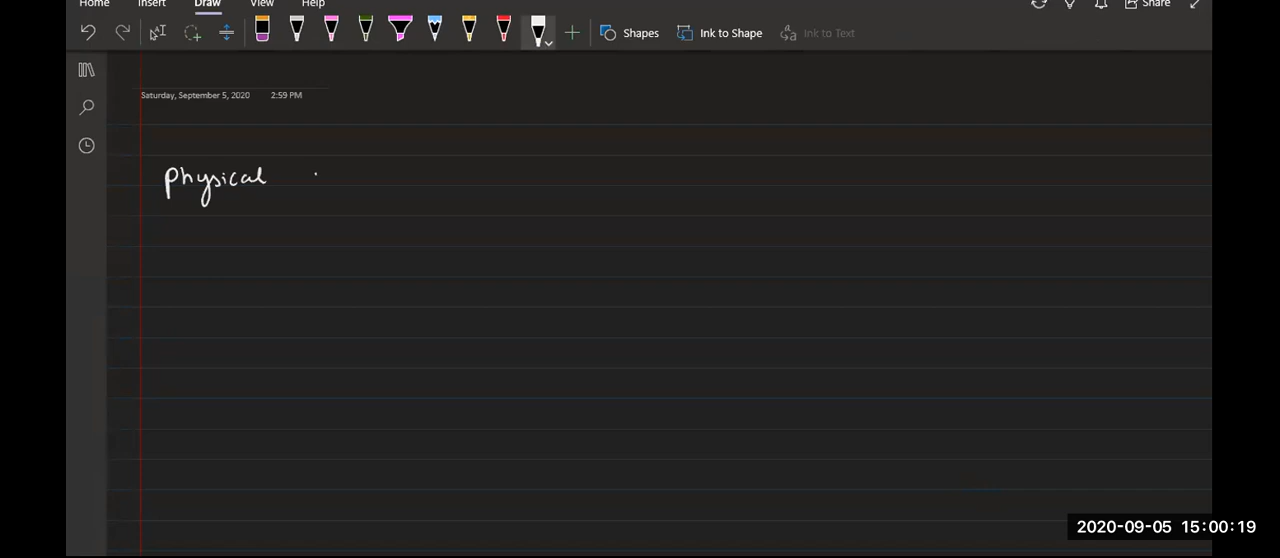 Home Insert Draw View Help Share
Shapes Ink to Shape Ink to Text
Saturday, September 5, 2020 2:59 PM
Physical
2020-09-05 15:00:19